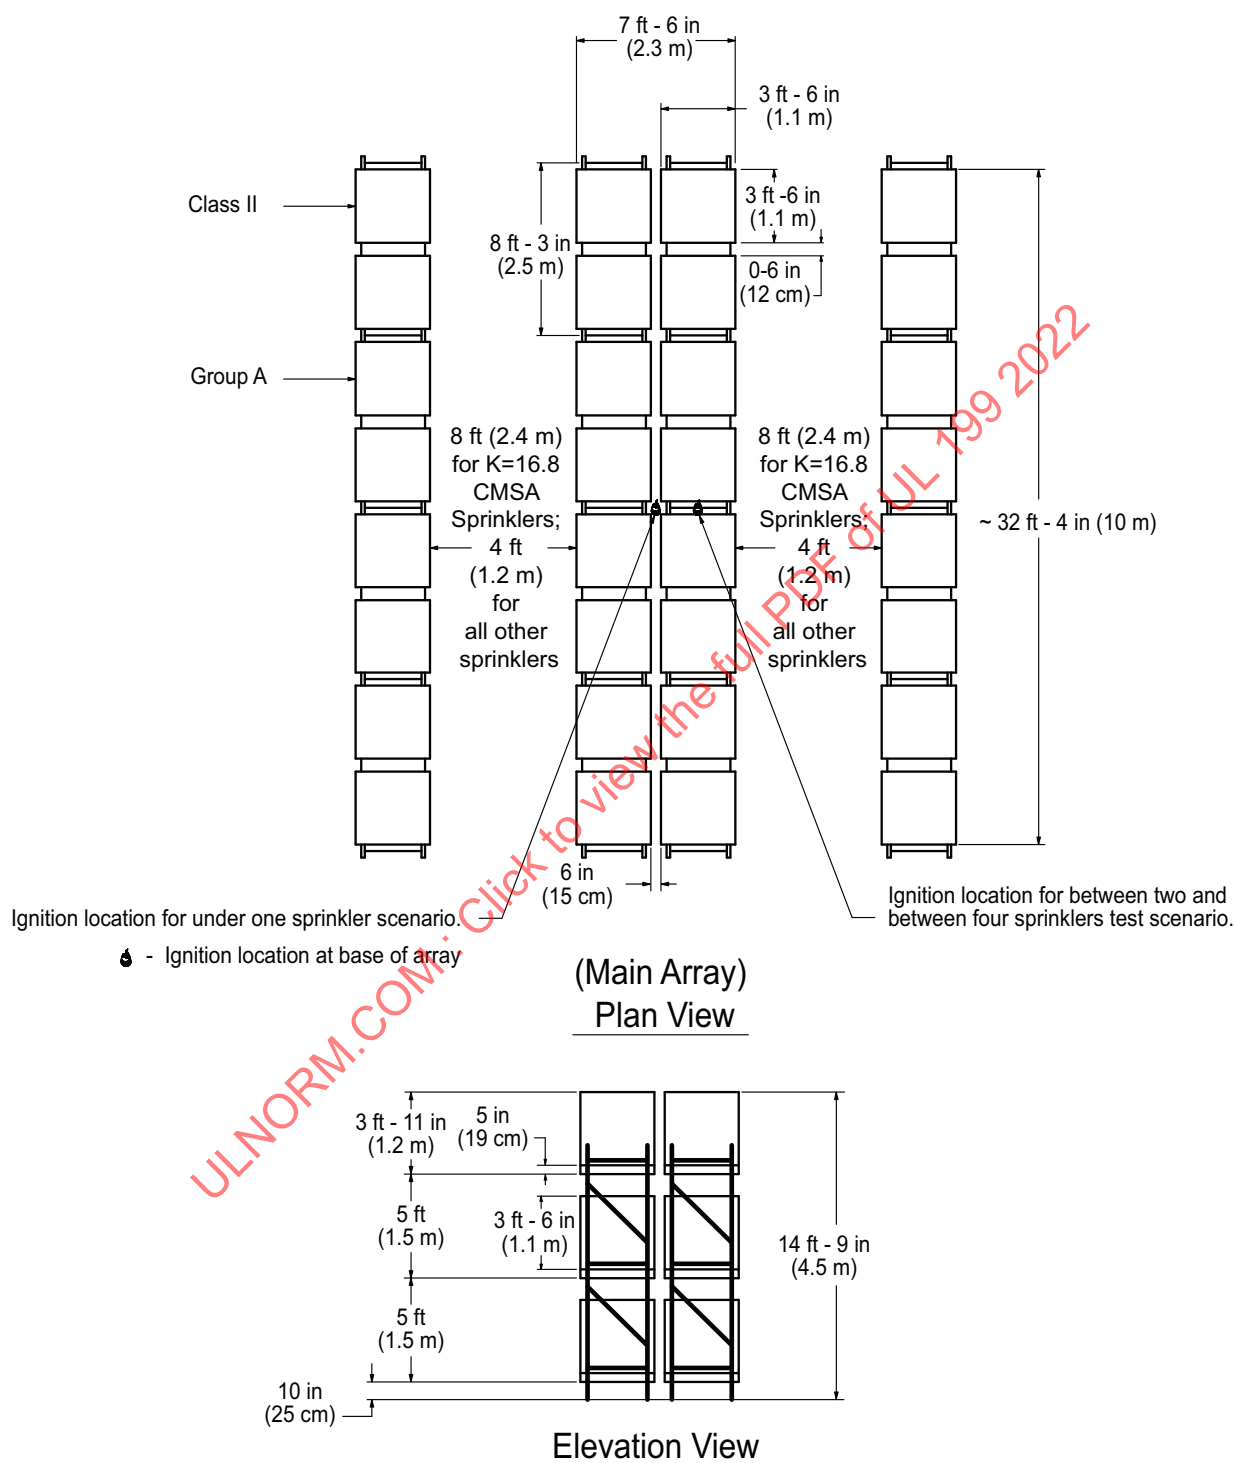 7 ft - 6 in
(2.3 m)
3 ft - 6 in
(1.1 m)
Class II
3 ft -6 in
(1.1 m)
8 ft - 3 in
(2.5 m)
0-6 in
(12 cm)
Group A
8 ft (2.4 m)
for K=16.8
CMSA
Sprinklers;
4 ft
(1.2 m)
for
all other
sprinklers
8 ft (2.4 m)
for K=16.8
CMSA
Sprinklers;
4 ft
(1.2 m)
for
all other
sprinklers
~ 32 ft - 4 in (10 m)
6 in
(15 cm)
Ignition location for under one sprinkler scenario.
- Ignition location at base of array
Ignition location for between two and
between four sprinklers test scenario.
(Main Array)
Plan View
3 ft - 11 in
(1.2 m)
5 in
(19 cm)
5 ft
(1.5 m)
3 ft - 6 in
(1.1 m)
14 ft - 9 in
(4.5 m)
5 ft
(1.5 m)
10 in
(25 cm)
Elevation View
ULNORM.COM : Click to view the full PDF of UL 199 2022